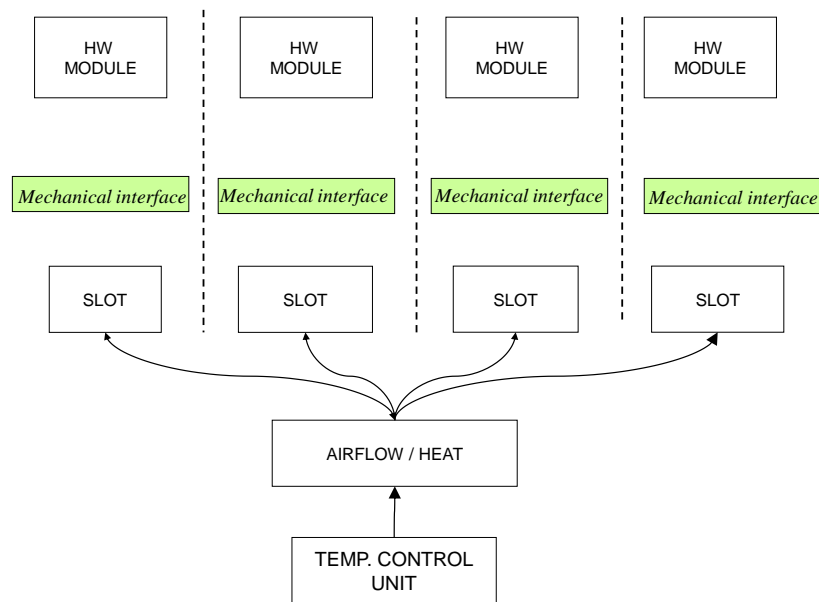 HW
MODULE
HW
MODULE
HW
MODULE
HW
MODULE
Mechanical interface
Mechanical interface
Mechanical interface
Mechanical interface
SLOT
SLOT
SLOT
SLOT
AIRFLOW / HEAT
TEMP. CONTROL
UNIT